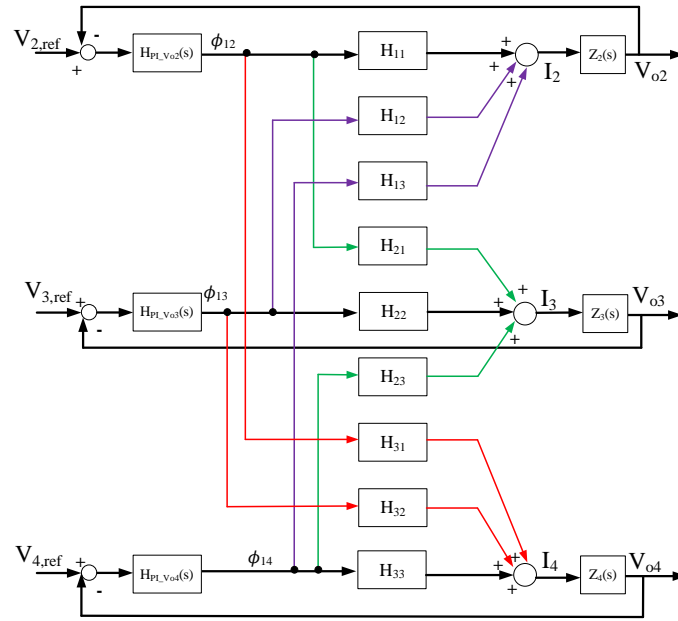 V2,ref
-
+
HPI_Vo2(s)
ϕ12
H11
+
+
+
I2
Z2(s)
Vo2
H12
H13
H21
V3,ref
+
-
HPI_Vo3(s)
ϕ13
H22
+
+
+
I3
Z3(s)
Vo3
H23
H31
H32
V4,ref
+
-
HPI_Vo4(s)
ϕ14
H33
+
+
+
I4
Z4(s)
Vo4